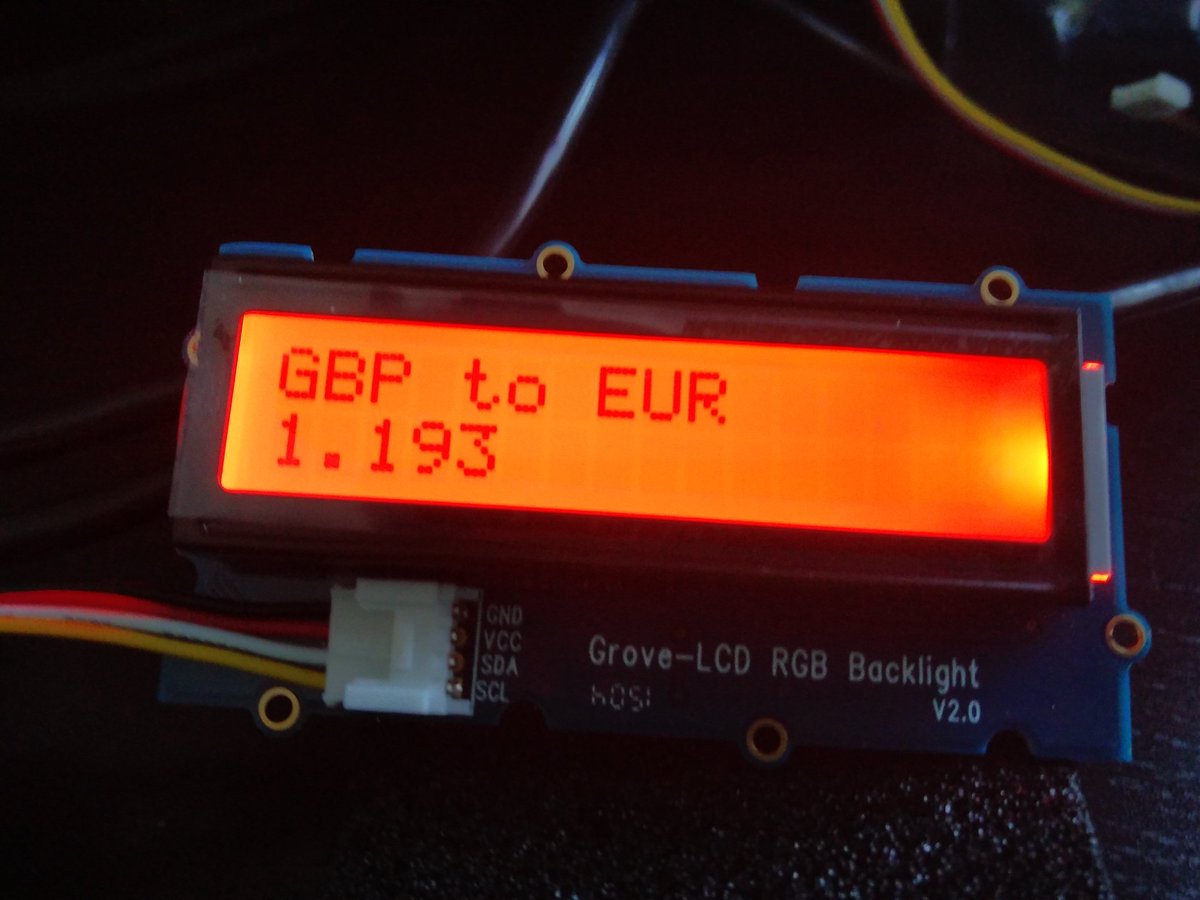 GBP to EUR
1.193
GND
VCC
SDA
SCL
Grove-LCD RGB Backlight
V2.0